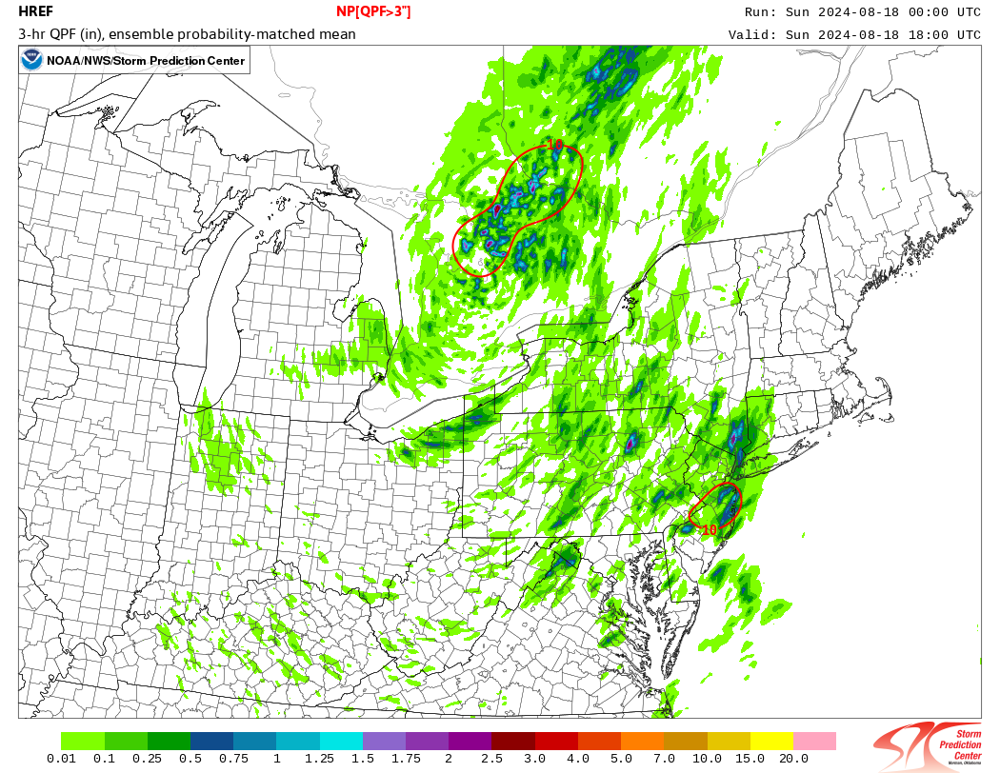 HREF
NP[QPF>3"]
Run: Sun 2024-08-18 00:00 UTC
3-hr QPF (in), ensemble probability-matched mean
Valid: Sun 2024-08-18 18:00 UTC
NOAA/NWS/Storm Prediction Center
10
10
0.01 0.1 0.25 0.5 0.75 1 1.25 1.5 1.75 2 2.5 3.0 4.0 5.0 7.0 10.0 15.0 20.0
Storm
Prediction
Center
Norman, Oklahoma